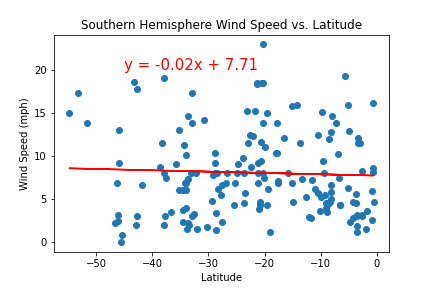 Southern Hemisphere Wind Speed vs. Latitude
y = -0.02x + 7.71
Wind Speed (mph)
20
15
10
5
0
−50
−40
−30
−20
−10
0
Latitude